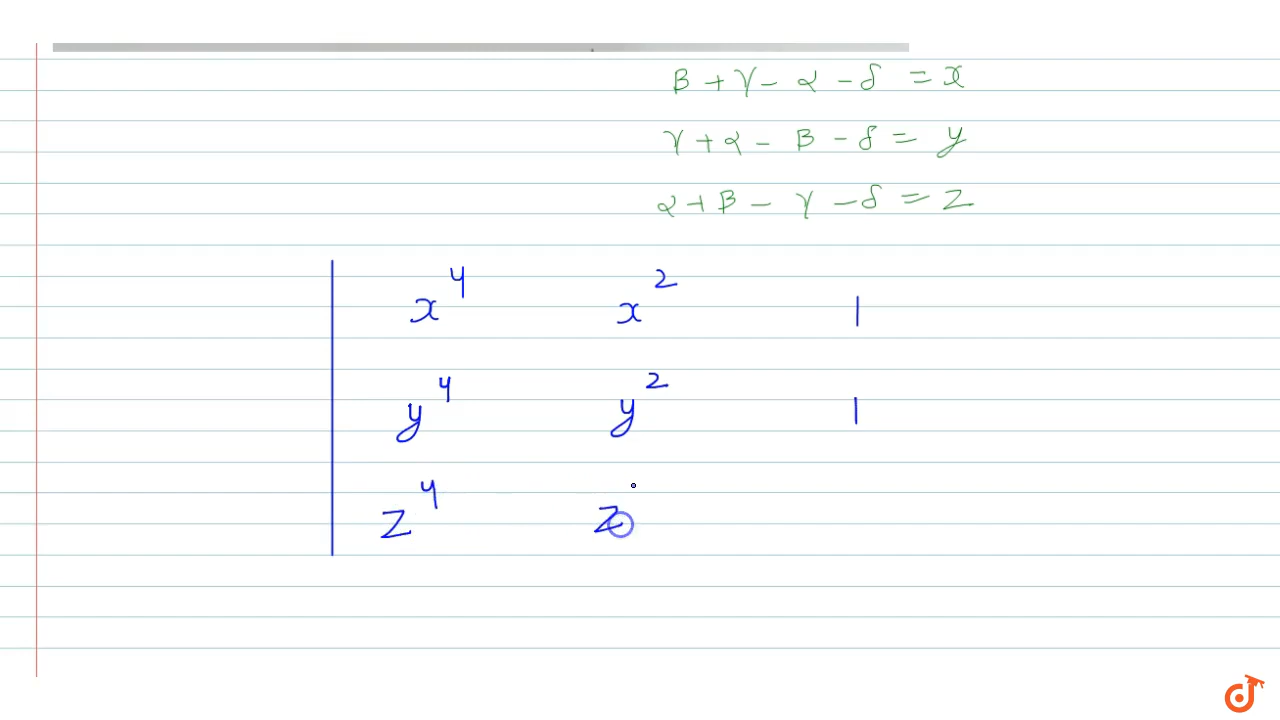 β + γ - α - δ = x
γ + α - β - δ = y
α + β - γ - δ = z
x⁴ x² 1
y⁴ y² 1
z⁴ z